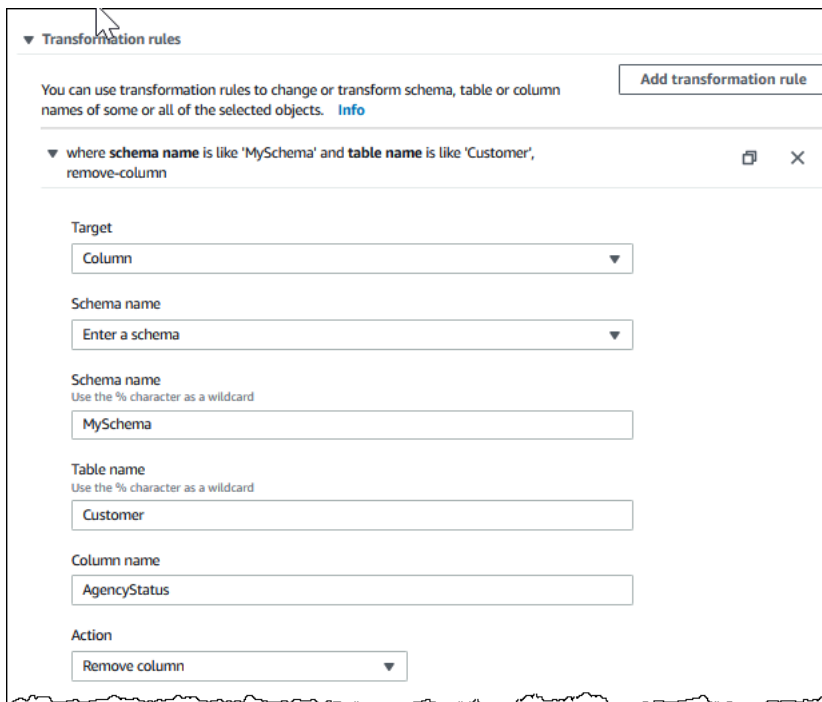 Transformation rules
You can use transformation rules to change or transform schema, table or column
names of some or all of the selected objects. Info
Add transformation rule
where schema name is like 'MySchema' and table name is like 'Customer',
remove-column
Target
Column
Schema name
Enter a schema
Schema name
Use the % character as a wildcard
MySchema
Table name
Use the % character as a wildcard
Customer
Column name
AgencyStatus
Action
Remove column